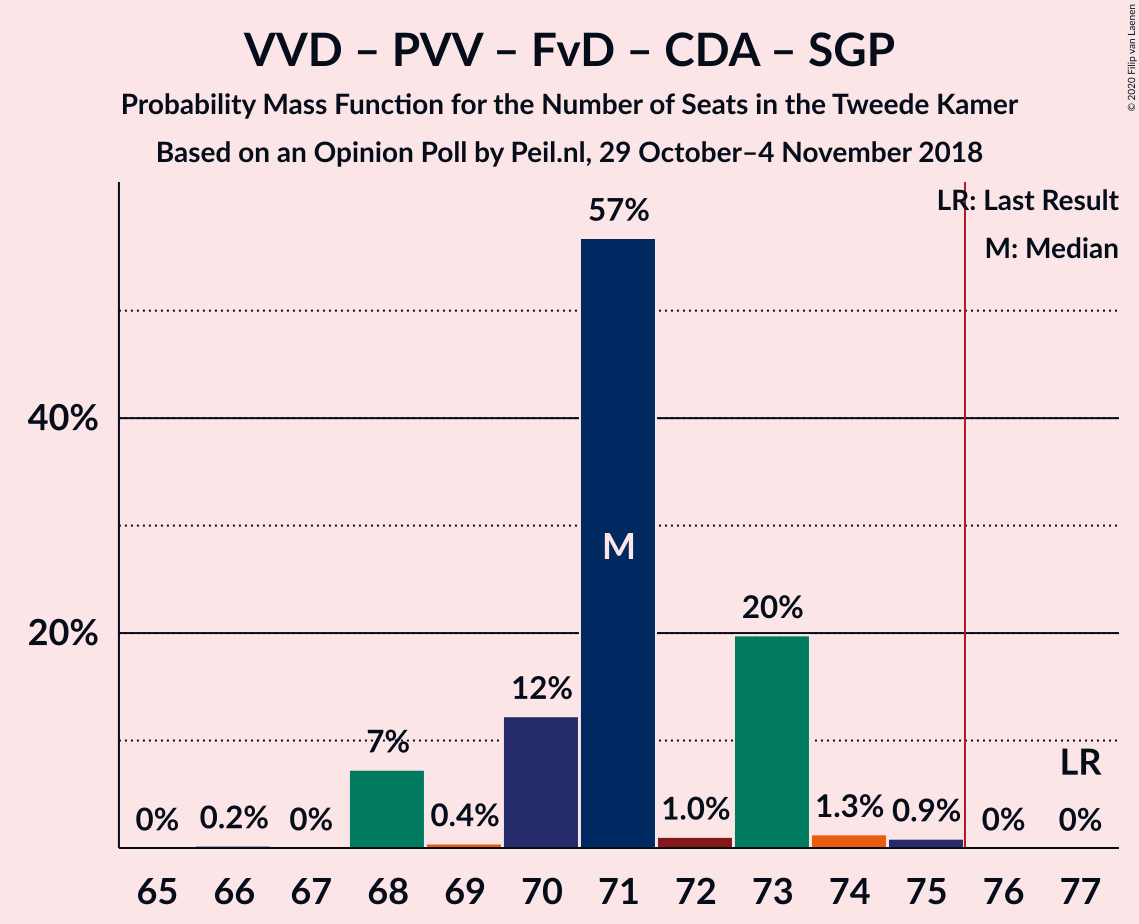 VVD – PVV – FvD – CDA – SGP
Probability Mass Function for the Number of Seats in the Tweede Kamer
Based on an Opinion Poll by Peil.nl, 29 October–4 November 2018
© 2020 Filip van Laenen
LR: Last Result
M: Median
57%
40%
M
20%
20%
12%
7%
LR
0%
0.2%
0%
0.4%
1.0%
1.3%
0.9%
0%
0%
65 66 67 68 69 70 71 72 73 74 75 76 77